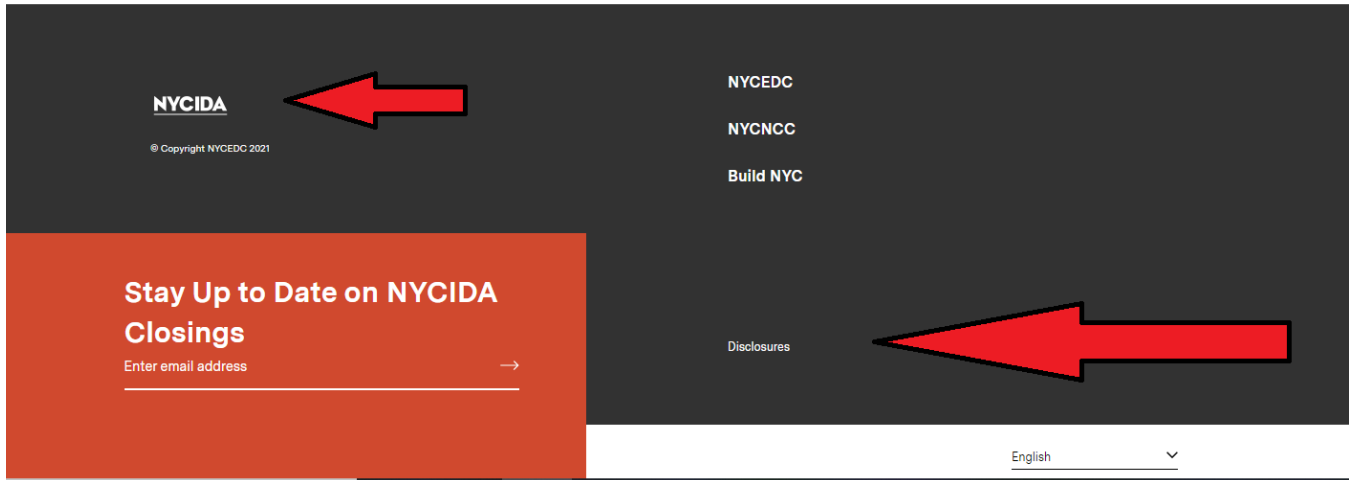 NYCIDA
© Copyright NYCEDC 2021
NYCEDC
NYCNCC
Build NYC
Stay Up to Date on NYCIDA
Closings
Enter email address
Disclosures
English